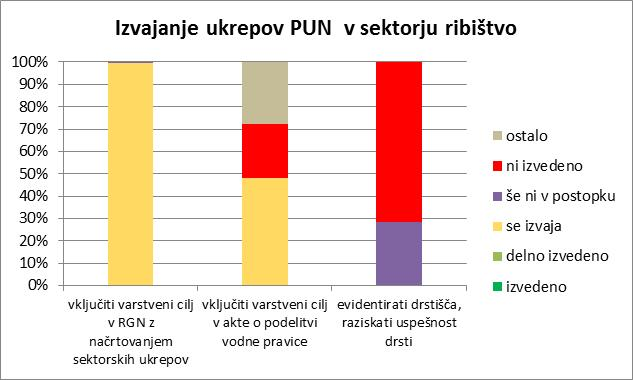 Izvajanje ukrepov PUN v sektorju ribištvo
100%
90%
80%
70%
60%
50%
40%
30%
20%
10%
0%
vključiti varstveni cilj
v RGN z
načrtovanjem
sektorskih ukrepov
vključiti varstveni cilj
v akte o podelitvi
vodne pravice
evidentirati drstišča,
raziskati uspešnost
drsti
ostalo
ni izvedeno
še ni v postopku
se izvaja
delno izvedeno
izvedeno